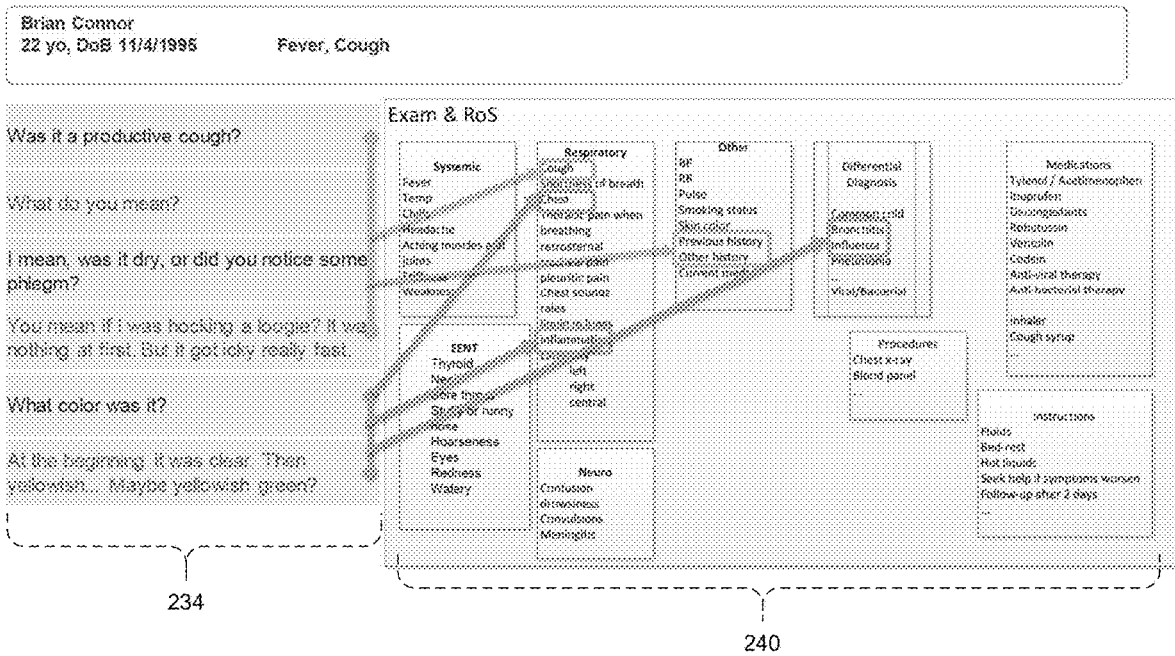 Brian Connor
22 yo, DoB 11/4/1995 Fever, Cough
Was it a productive cough?
What do you mean?
I mean, was it dry, or did you notice some
phlegm?
You mean if I was hocking a loogie? It was
nothing at first. But it got icky really fast.
What color was it?
At the beginning, it was clear. Then
yellowish... Maybe yellowish green?
234
Exam & RoS
Systemic
Fever
Temp
Chills
Headache
Aching muscles and
joints
Weakness
EENT
Thyroid
Sore throat
Stuffy or runny
nose
Hoarseness
Eyes
Redness
Watery
Respiratory
Cough
Shortness of breath
Chest
Thoracic pain when
breathing
retrosternal
pleuritic pain
Chest sounds
rales
Inflammation
left
right
central
Neuro
Confusion
drowsiness
Convulsions
Meningitis
Other
BP
RR
Pulse
Smoking status
Skin color
Previous history
Other history
Current meds
Differential
Diagnosis
Common cold
Bronchitis
Influenza
Pneumonia
...
Viral/Bacterial
Procedures
Chest x-ray
Blood panel
...
Medications
Tylenol / Acetimenophen
Ibuprofen
Decongestants
Robutussin
Ventolin
Codein
Anti-viral therapy
Anti-bacterial therapy
Inhaler
Cough syrup
...
Instructions
Fluids
Bed-rest
Hot liquids
Seek help if symptoms worsen
Follow-up after 2 days
...
240